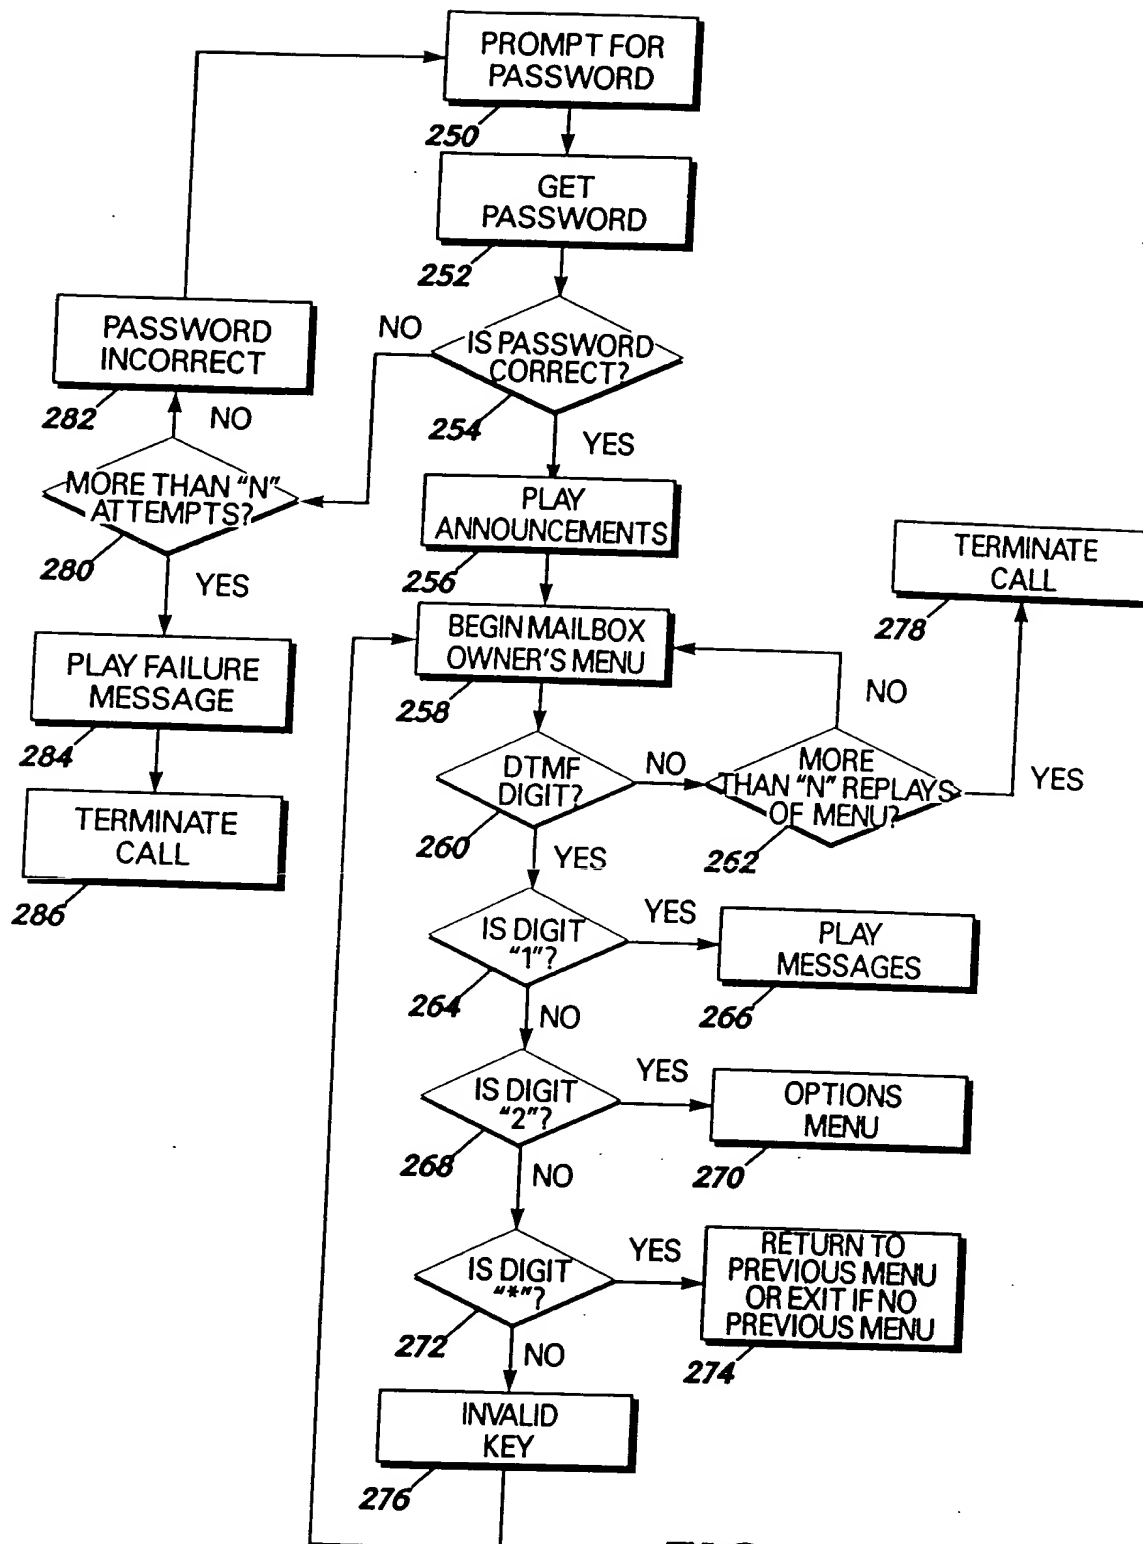 PROMPT FOR
PASSWORD
250
GET
PASSWORD
252
IS PASSWORD
CORRECT?
254
NO
YES
PASSWORD
INCORRECT
282
NO
MORE THAN "N"
ATTEMPTS?
280
YES
PLAY FAILURE
MESSAGE
284
TERMINATE
CALL
286
PLAY
ANNOUNCEMENTS
256
BEGIN MAILBOX
OWNER'S MENU
258
DTMF
DIGIT?
260
NO
YES
MORE
THAN "N" REPLAYS
OF MENU?
262
NO
YES
TERMINATE
CALL
278
IS DIGIT
"1"?
264
YES
NO
PLAY
MESSAGES
266
IS DIGIT
"2"?
268
YES
NO
OPTIONS
MENU
270
IS DIGIT
"*"?
272
YES
NO
RETURN TO
PREVIOUS MENU
OR EXIT IF NO
PREVIOUS MENU
274
INVALID
KEY
276